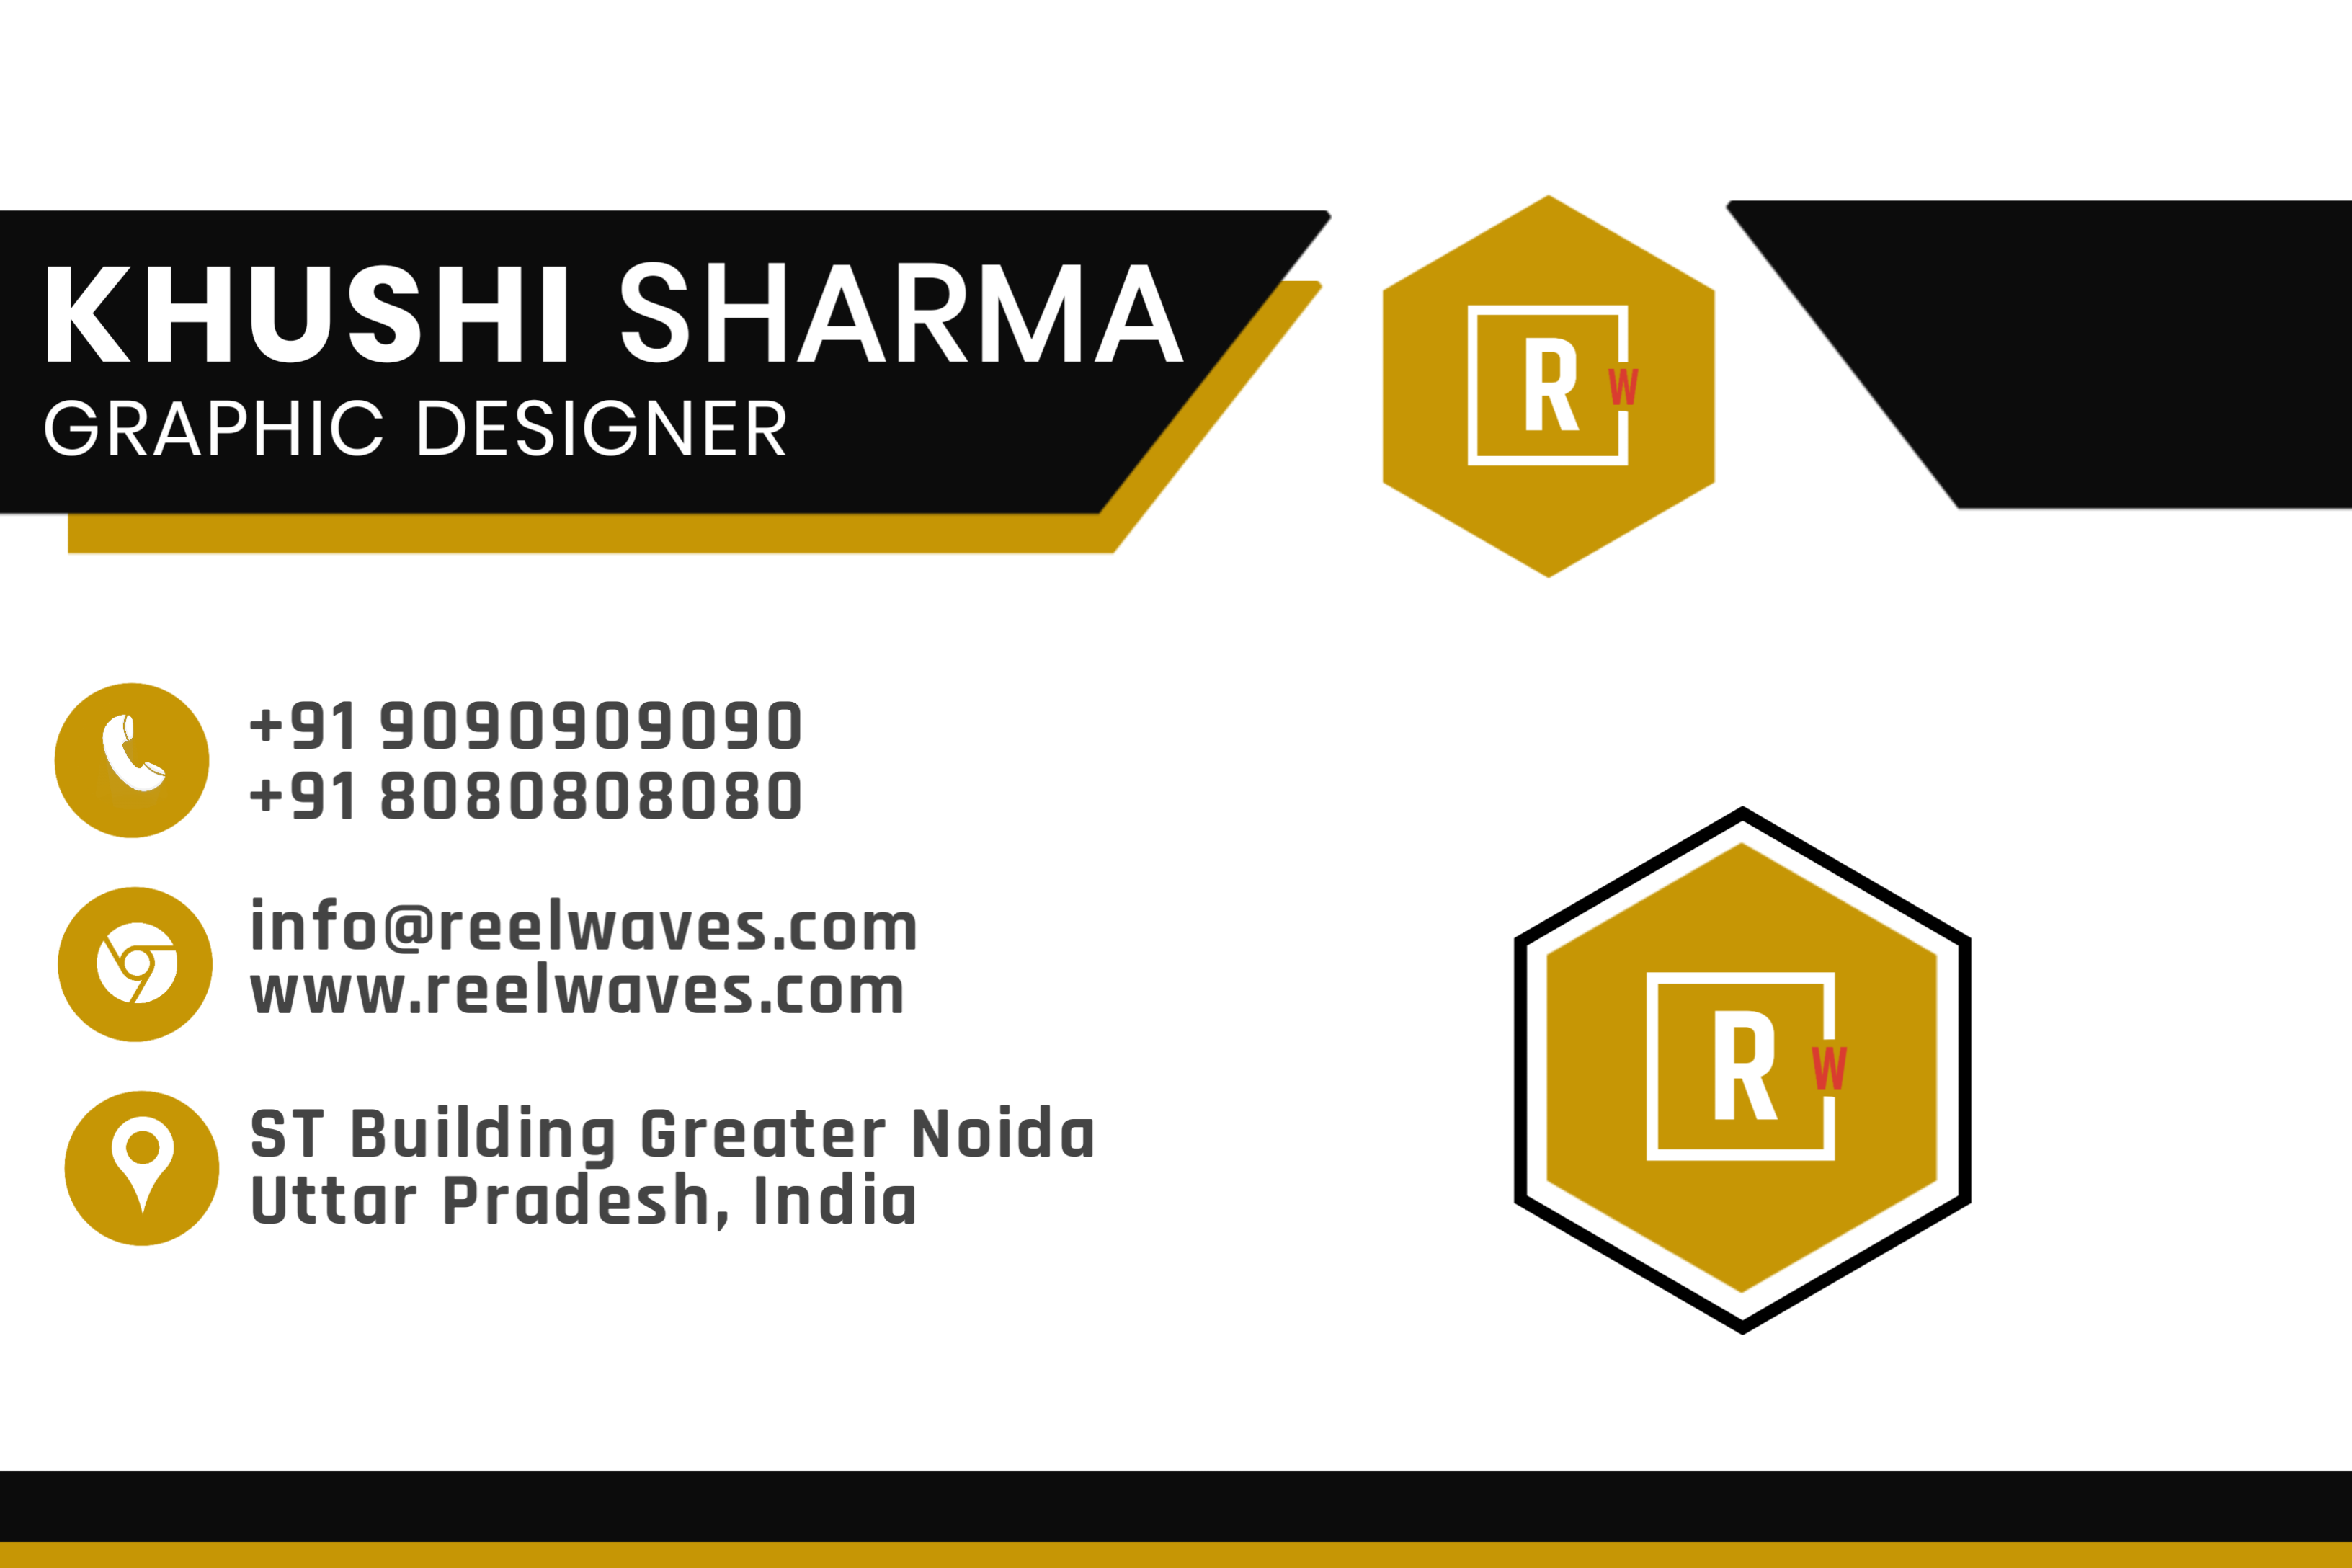 KHUSHI SHARMA
GRAPHIC DESIGNER
R
W
+91 9090909090
+91 8080808080
info@reelwaves.com
www.reelwaves.com
ST Building Greater Noida
Uttar Pradesh, India
R
W